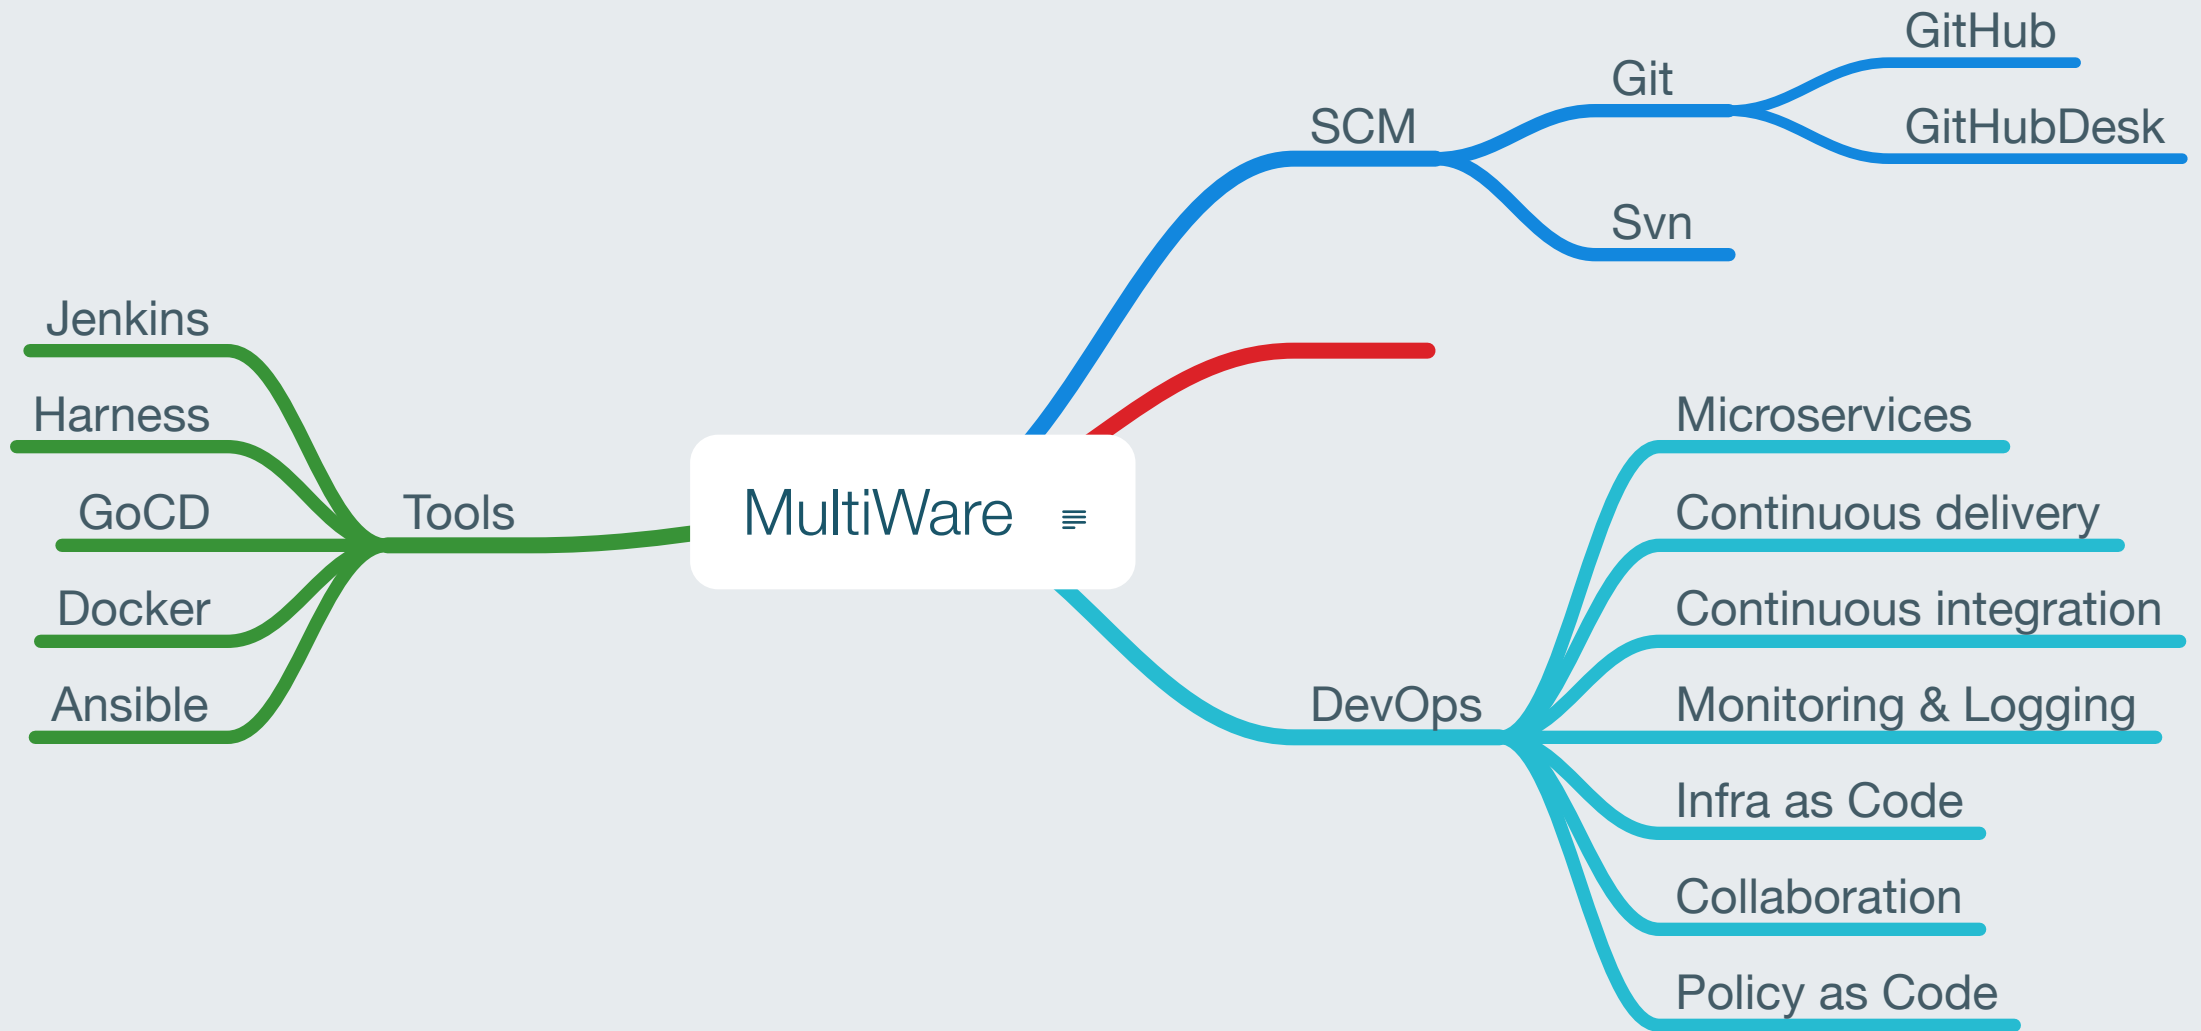 MultiWare
SCM
Git
GitHub
GitHubDesk
Svn
DevOps
Microservices
Continuous delivery
Continuous integration
Monitoring & Logging
Infra as Code
Collaboration
Policy as Code
Tools
Jenkins
Harness
GoCD
Docker
Ansible